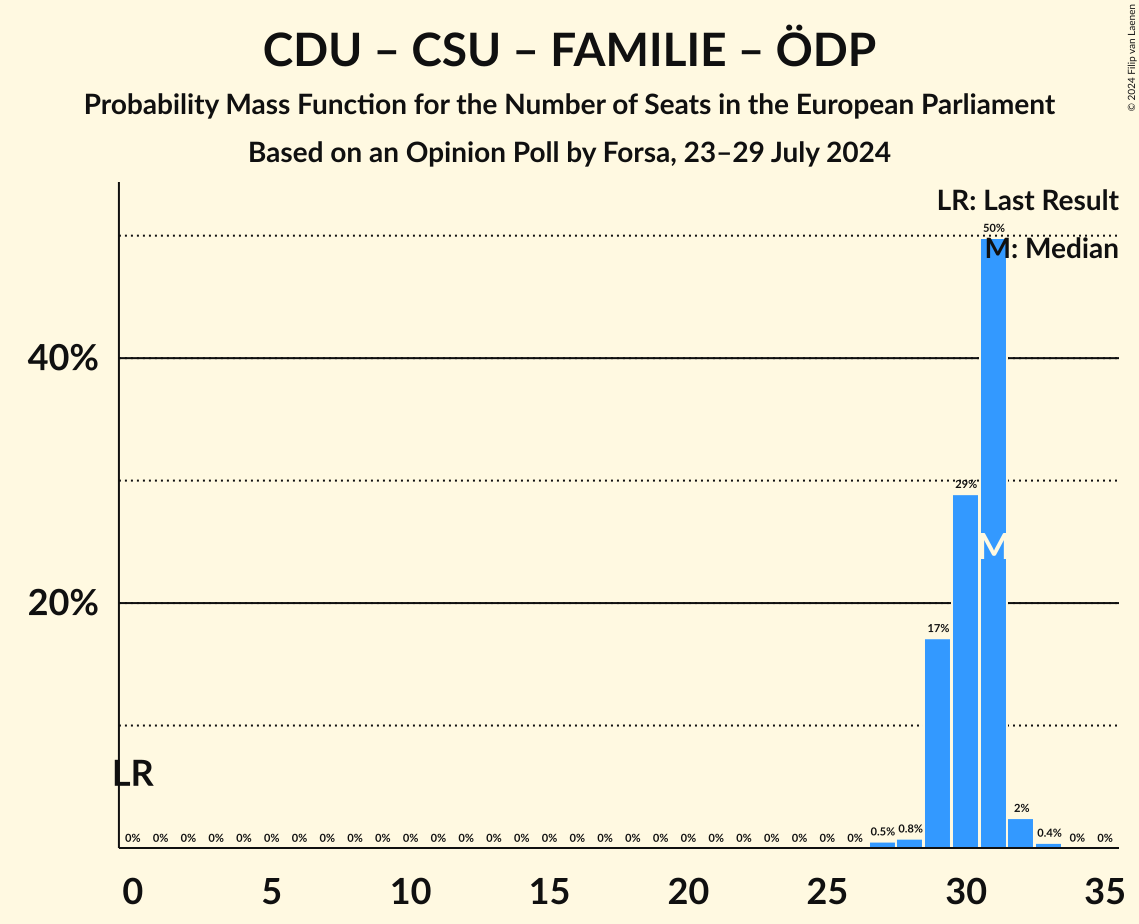 CDU – CSU – FAMILIE – ÖDP
Probability Mass Function for the Number of Seats in the European Parliament
Based on an Opinion Poll by Forsa, 23–29 July 2024
© 2024 Filip van Laenen
LR: Last Result
M: Median
50%
40%
29%
M
20%
17%
LR
0% 0% 0% 0% 0% 0% 0% 0% 0% 0% 0% 0% 0% 0% 0% 0% 0% 0% 0% 0% 0% 0% 0% 0% 0% 0% 0% 0.5% 0.8% 2% 0.4% 0% 0%
0 5 10 15 20 25 30 35